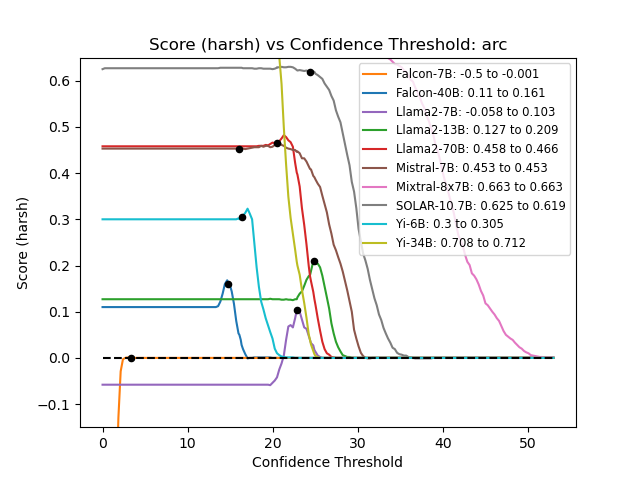 Score (harsh) vs Confidence Threshold: arc
Score (harsh)
0.6
0.5
0.4
0.3
0.2
0.1
0.0
−0.1
Falcon-7B: -0.5 to -0.001
Falcon-40B: 0.11 to 0.161
Llama2-7B: -0.058 to 0.103
Llama2-13B: 0.127 to 0.209
Llama2-70B: 0.458 to 0.466
Mistral-7B: 0.453 to 0.453
Mixtral-8x7B: 0.663 to 0.663
SOLAR-10.7B: 0.625 to 0.619
Yi-6B: 0.3 to 0.305
Yi-34B: 0.708 to 0.712
0 10 20 30 40 50
Confidence Threshold